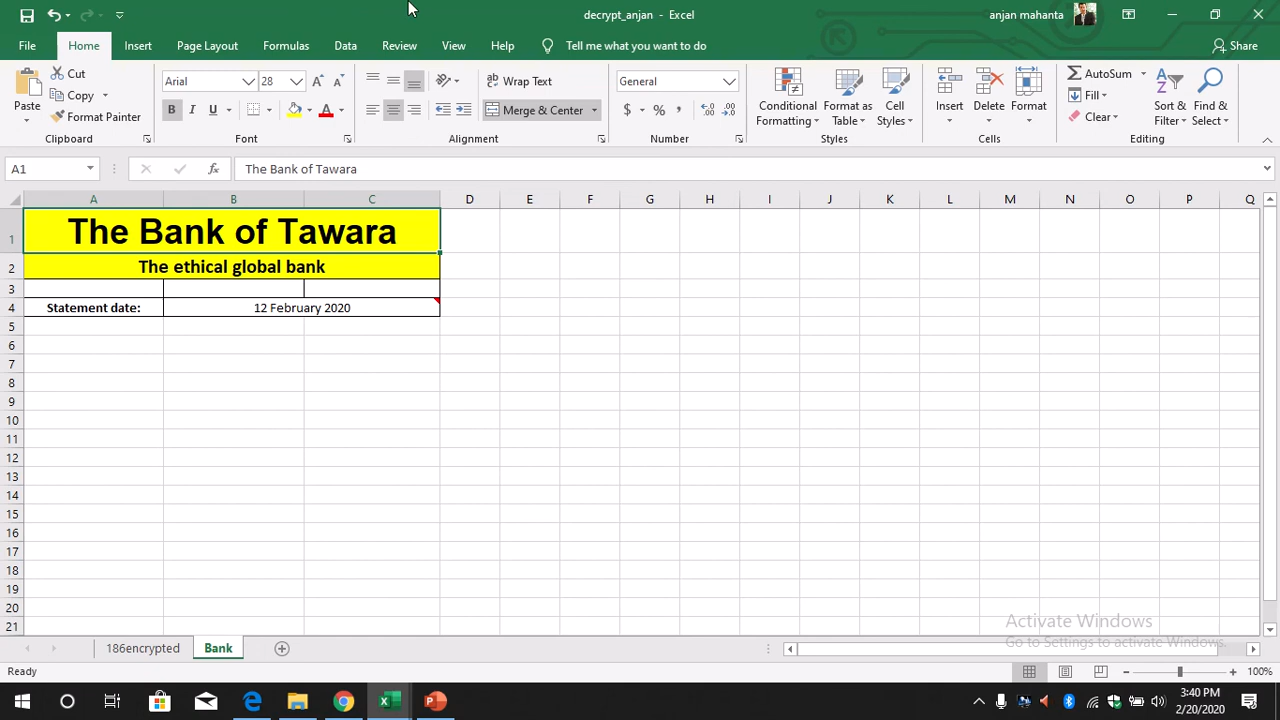 decrypt_anjan - Excel
anjan mahanta
File Home Insert Page Layout Formulas Data Review View Help Tell me what you want to do Share
Paste
Cut
Copy
Format Painter
Clipboard
Arial 28
B I U
Font
ab Wrap Text
Merge & Center
Alignment
General
$ % ,
Number
Conditional Formatting
Format as Table
Cell Styles
Styles
Insert Delete Format
Cells
AutoSum
Fill
Clear
Sort & Filter
Find & Select
Editing
A1 fx The Bank of Tawara
A B C D E F G H I J K L M N O P Q
1 The Bank of Tawara
2 The ethical global bank
3
4 Statement date: 12 February 2020
5
6
7
8
9
10
11
12
13
14
15
16
17
18
19
20
21
Activate Windows
Go to Settings to activate Windows.
186encrypted Bank
Ready 100%
3:40 PM
2/20/2020